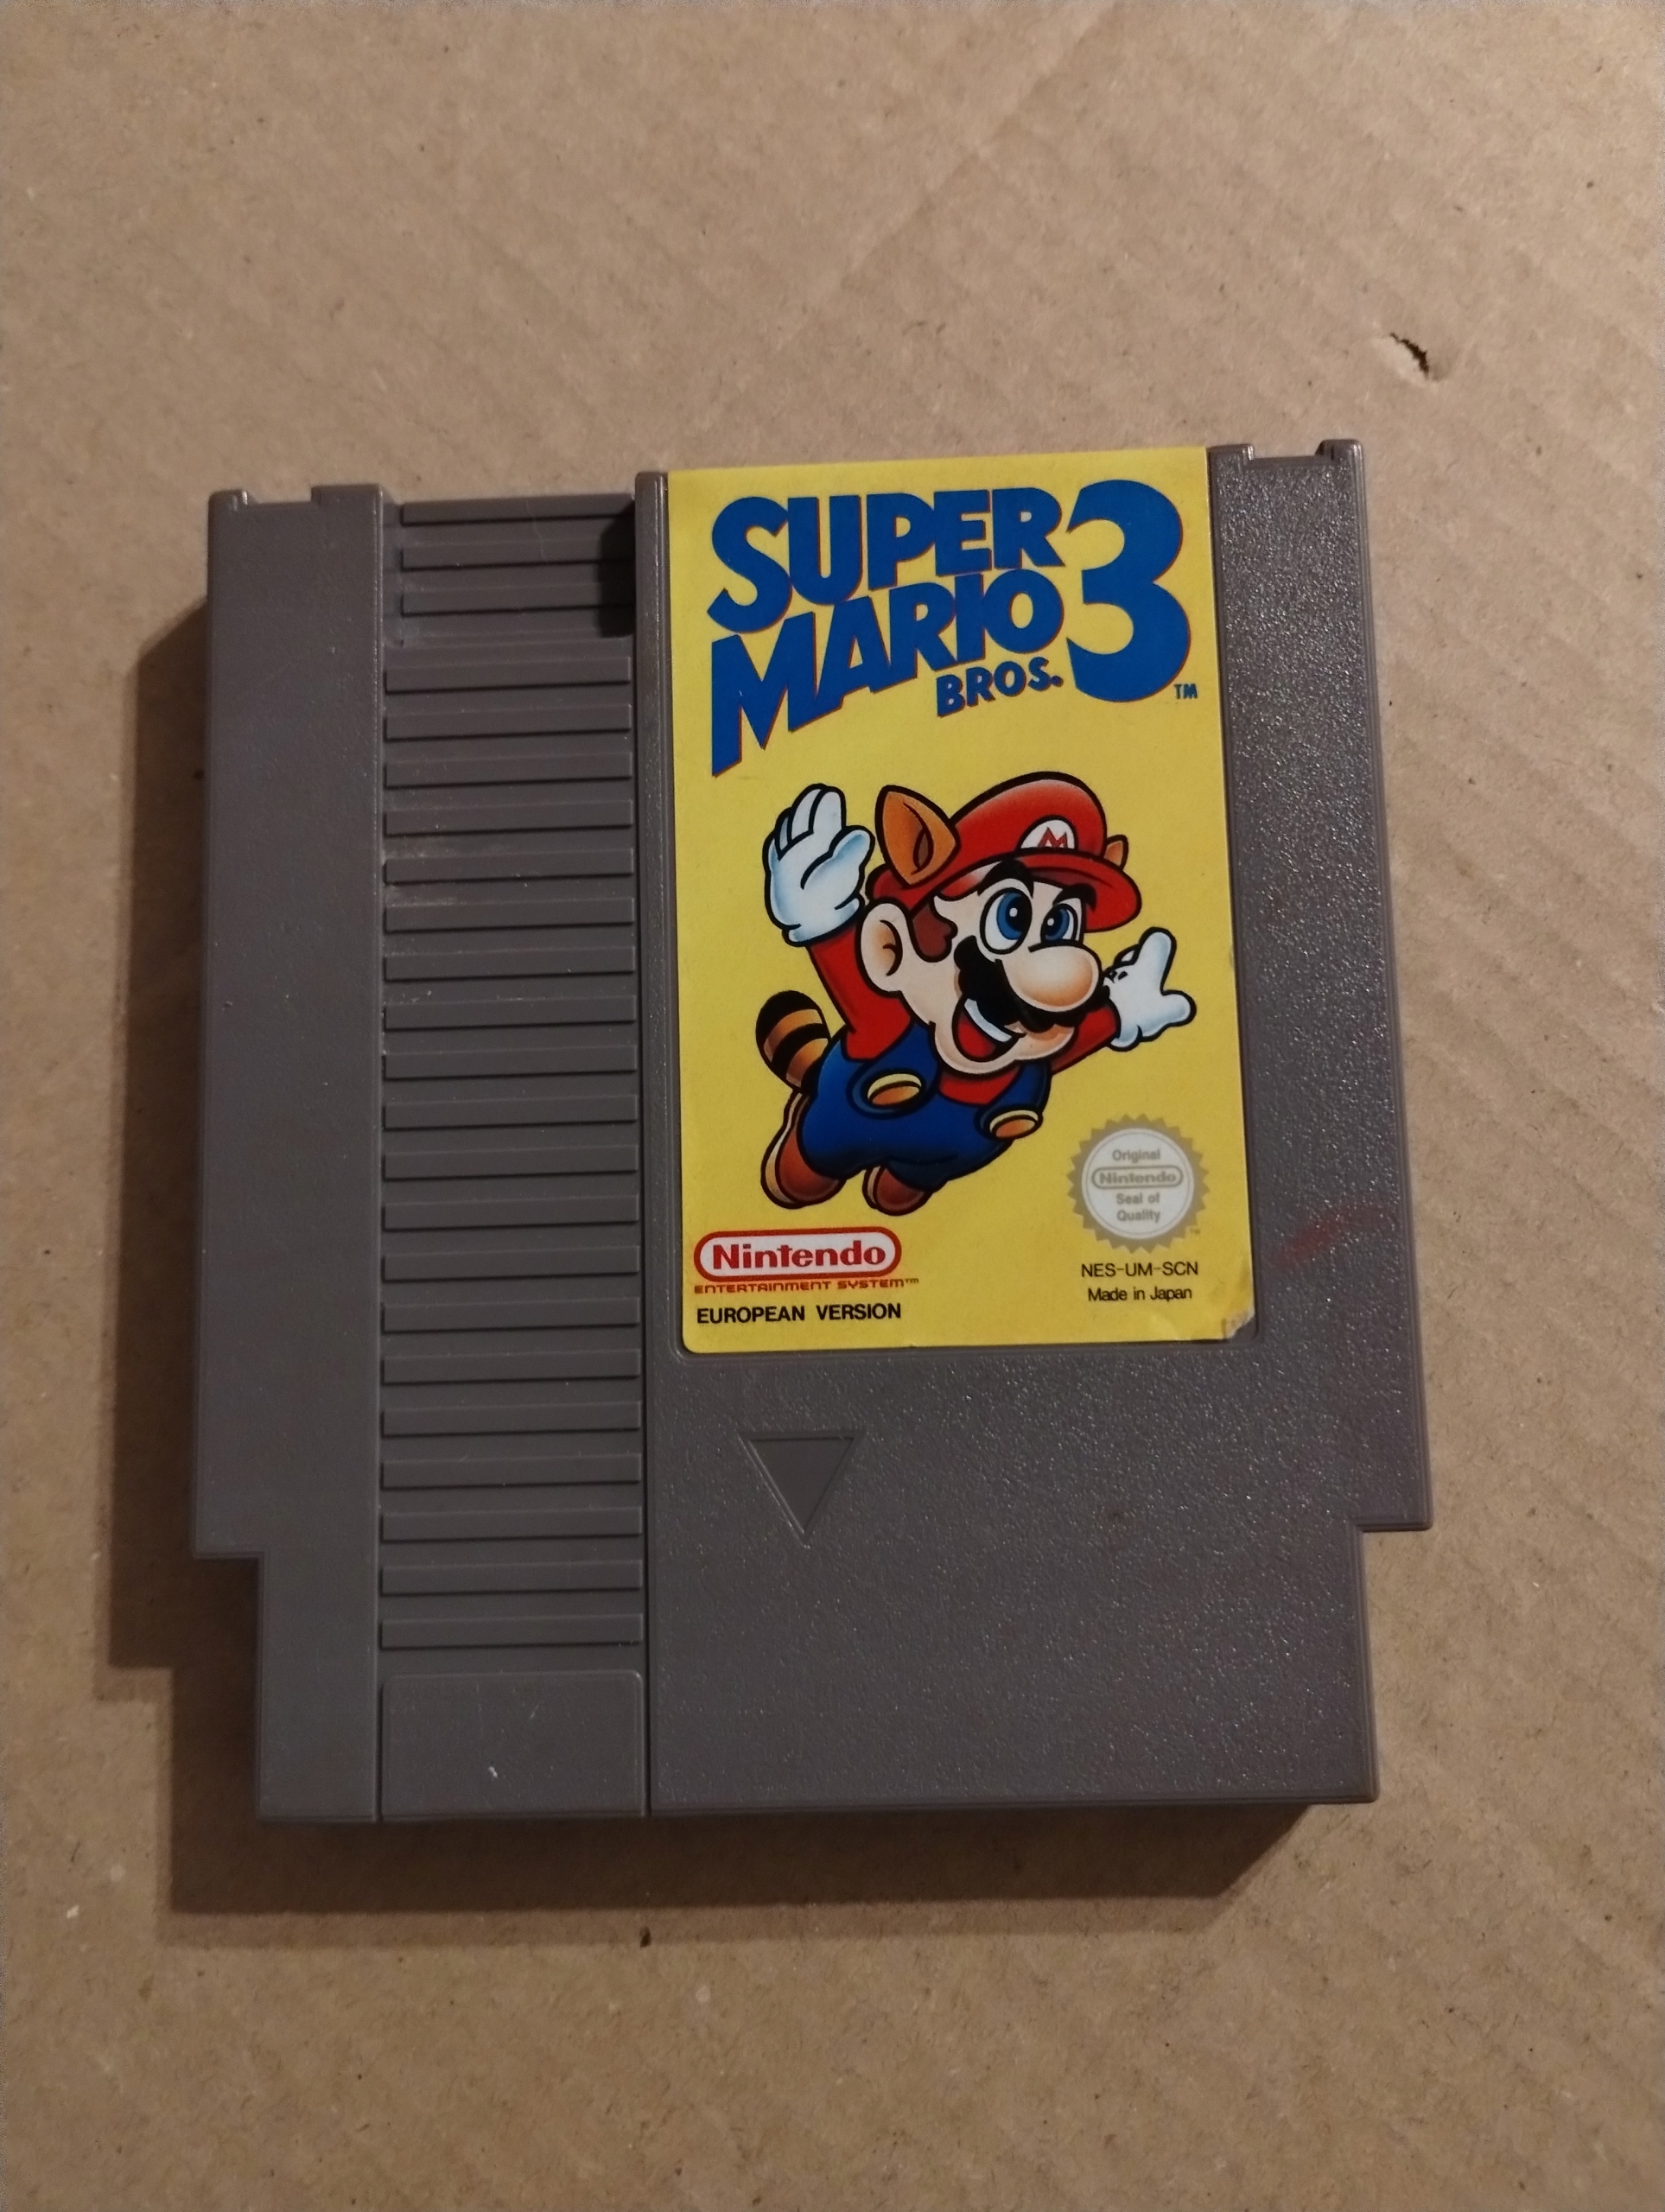 SUPER
MARIO
BROS. 3 TM
M
Original
Nintendo
Seal of
Quality
Nintendo
ENTERTAINMENT SYSTEM™
EUROPEAN VERSION
NES-UM-SCN
Made in Japan